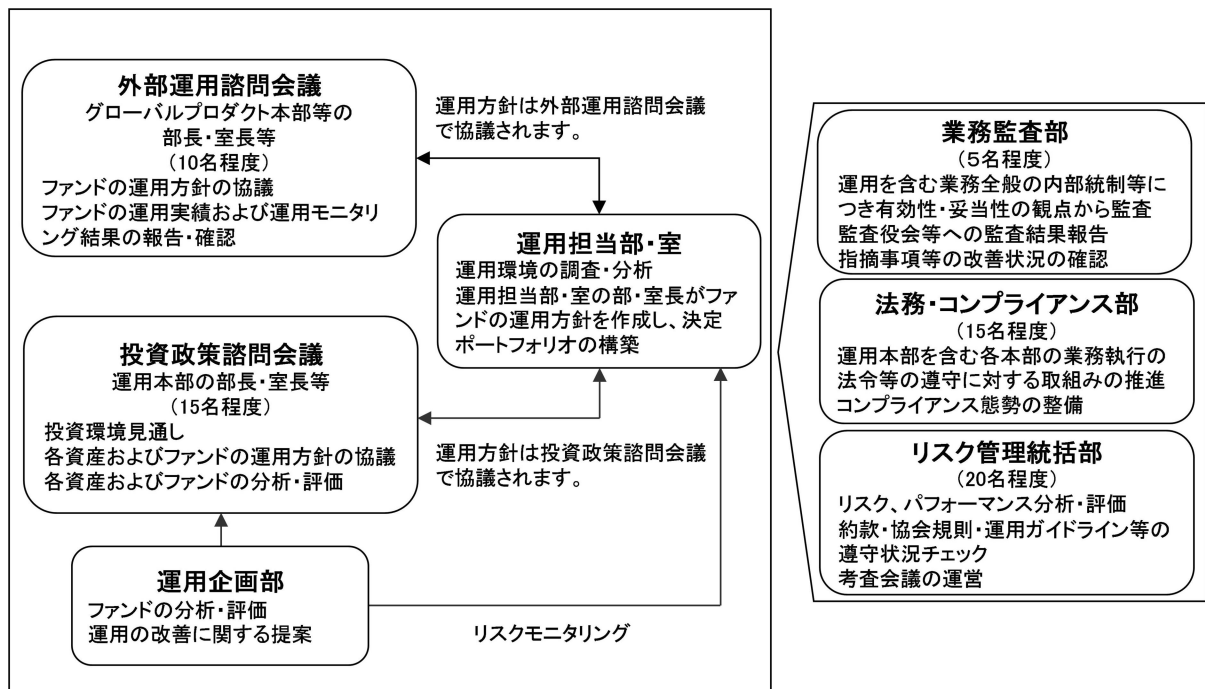 外部運用諮問会議
グローバルプロダクト本部等の
部長・室長等
(10名程度)
ファンドの運用方針の協議
ファンドの運用実績および運用モニタリ
ング結果の報告・確認
運用方針は外部運用諮問会議
で協議されます。
運用担当部・室
運用環境の調査・分析
運用担当部・室の部・室長がファ
ンドの運用方針を作成し、決定
ポートフォリオの構築
投資政策諮問会議
運用本部の部長・室長等
(15名程度)
投資環境見通し
各資産およびファンドの運用方針の協議
各資産およびファンドの分析・評価
運用方針は投資政策諮問会議
で協議されます。
運用企画部
ファンドの分析・評価
運用の改善に関する提案
リスクモニタリング
業務監査部
(5名程度)
運用を含む業務全般の内部統制等に
つき有効性・妥当性の観点から監査
監査役会等への監査結果報告
指摘事項等の改善状況の確認
法務・コンプライアンス部
(15名程度)
運用本部を含む各本部の業務執行の
法令等の遵守に対する取組みの推進
コンプライアンス態勢の整備
リスク管理統括部
(20名程度)
リスク、パフォーマンス分析・評価
約款・協会規則・運用ガイドライン等の
遵守状況チェック
考査会議の運営